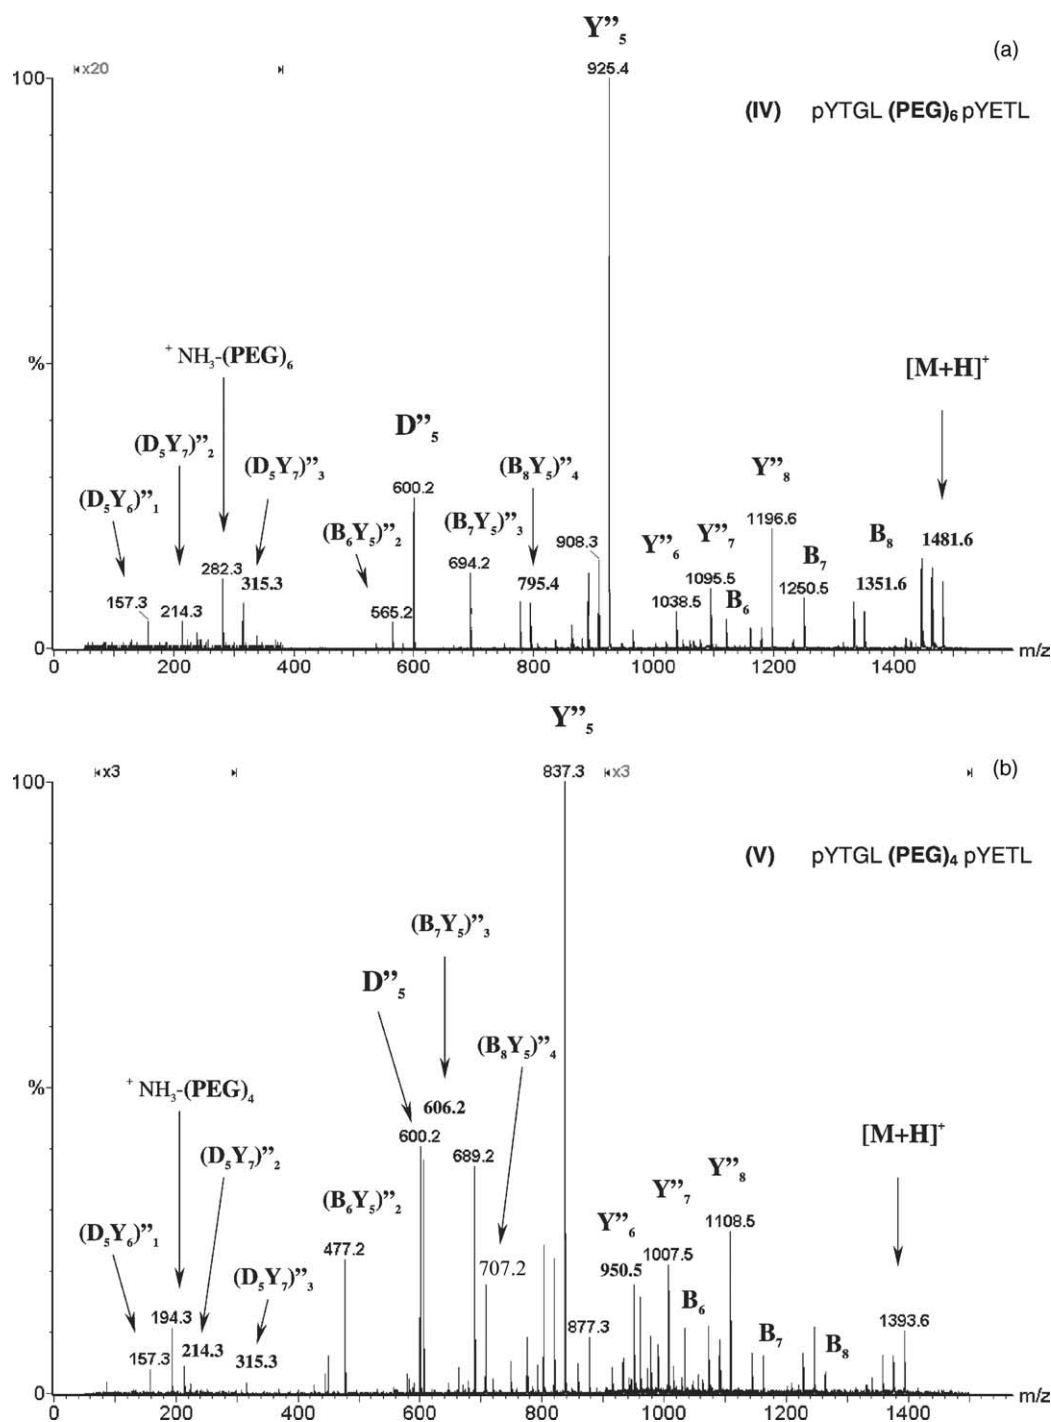 Y”₅
(a)
x20
100
925.4
(IV) pYTGL (PEG)₆ pYETL
⁺NH₃-(PEG)₆
%
[M+H]⁺
(D₅Y₇)”₂
D”₅
(D₅Y₇)”₃
(B₈Y₅)”₄
Y”₈
(D₅Y₆)”₁
600.2
(B₇Y₅)”₃
1196.6
(B₆Y₅)”₂
908.3
Y”₆
Y”₇
B₇
B₈
1481.6
282.3
694.2
795.4
1095.5
1250.5
1351.6
157.3
214.3
315.3
565.2
1038.5
B₆
0
0 200 400 600 800 1000 1200 1400 m/z
Y”₅
x3
837.3
x3
(b)
100
(V) pYTGL (PEG)₄ pYETL
(B₇Y₅)”₃
D”₅
(B₈Y₅)”₄
⁺NH₃-(PEG)₄
%
606.2
600.2
[M+H]⁺
(D₅Y₇)”₂
689.2
Y”₈
(B₆Y₅)”₂
Y”₇
(D₅Y₆)”₁
Y”₆
1108.5
477.2
1007.5
(D₅Y₇)”₃
707.2
950.5
194.3
877.3
B₆
1393.6
157.3
214.3
315.3
B₇
B₈
0
0 200 400 600 800 1000 1200 1400 m/z